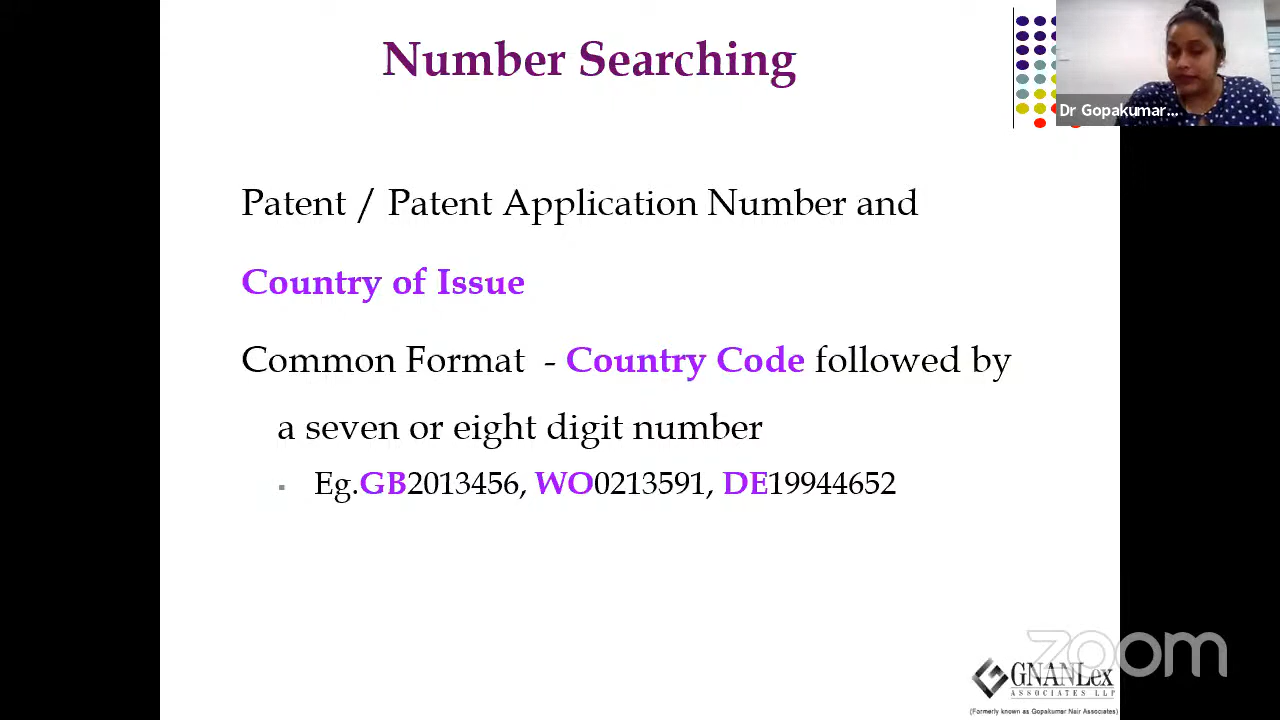 Number Searching
Dr Gopakumar...
Patent / Patent Application Number and
Country of Issue
Common Format - Country Code followed by
a seven or eight digit number
▪ Eg.GB2013456, WO0213591, DE19944652
zoom
GNANLex
ASSOCIATES LLP
(Formerly known as Gopakumar Nair Associates)